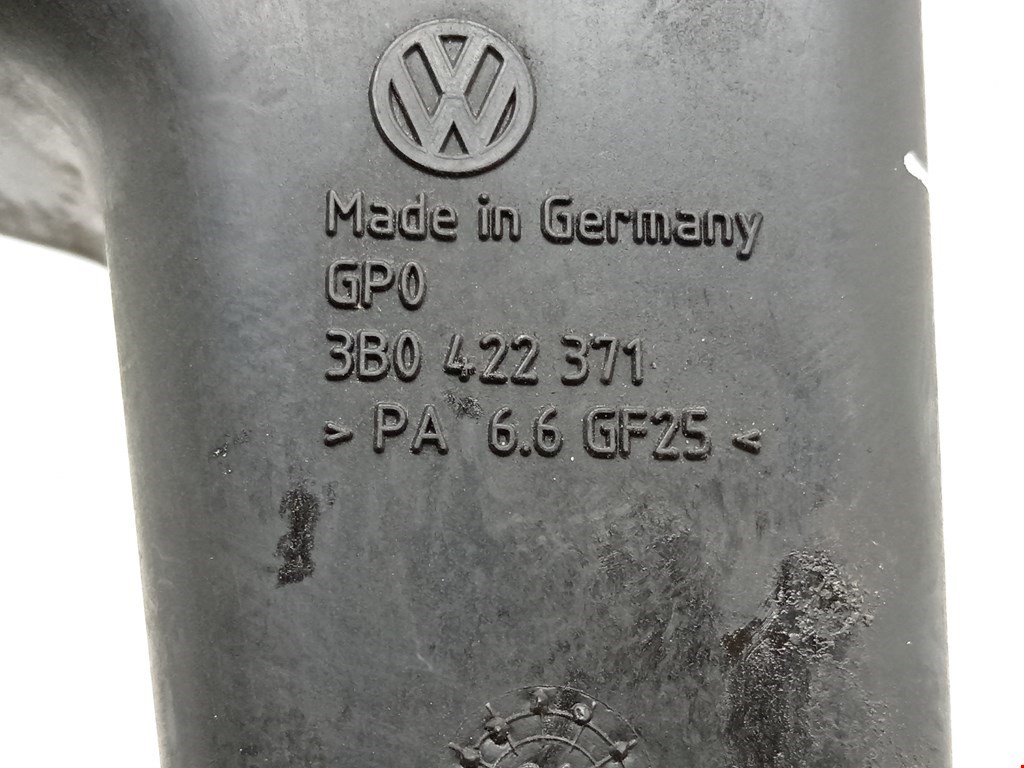 Made in Germany
GP0
3B0 422 371
> PA 6.6 GF25 <